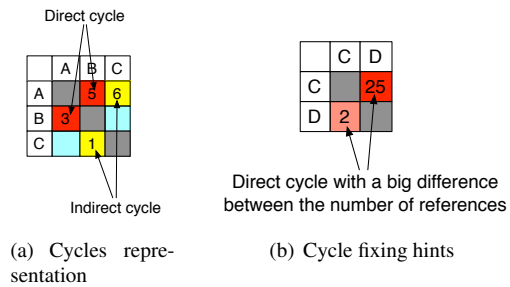 Direct cycle
A B C
A 5 6
B 3
C 1
Indirect cycle
(a) Cycles repre-
sentation
C D
C 25
D 2
Direct cycle with a big difference
between the number of references
(b) Cycle fixing hints